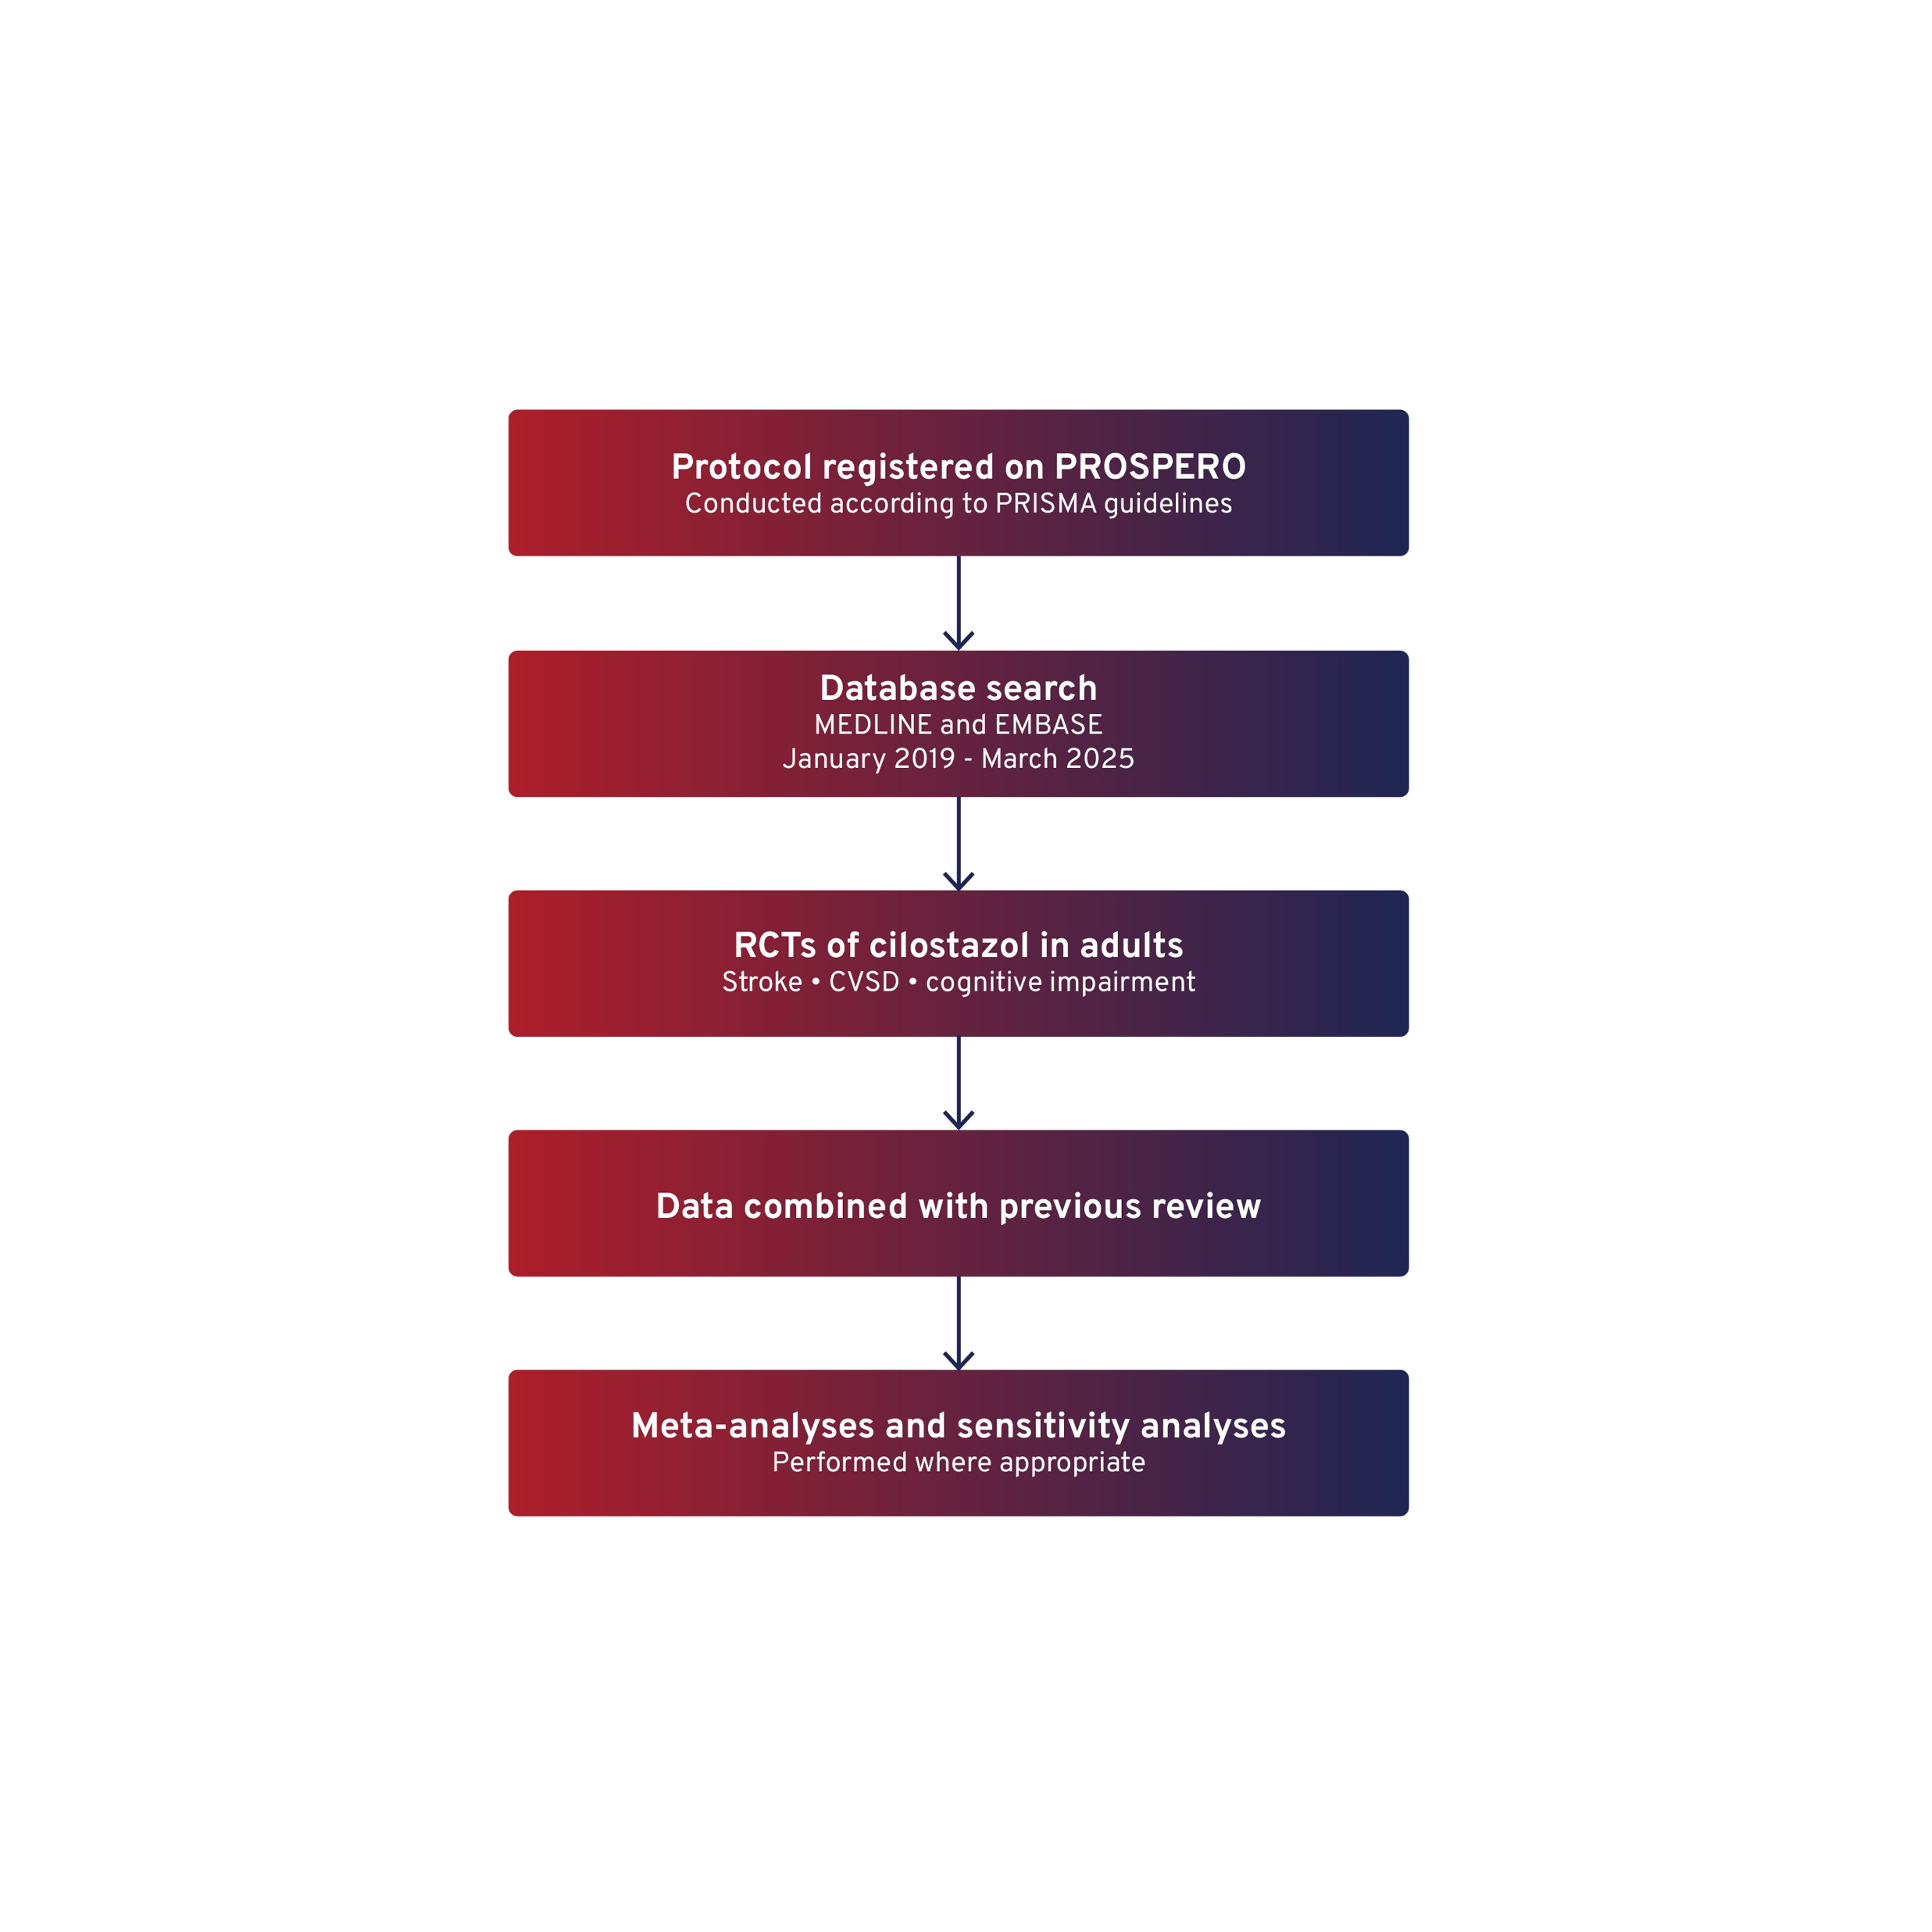 Protocol registered on PROSPERO
Conducted according to PRISMA guidelines
Database search
MEDLINE and EMBASE
January 2019 - March 2025
RCTs of cilostazol in adults
Stroke • CVSD • cognitive impairment
Data combined with previous review
Meta-analyses and sensitivity analyses
Performed where appropriate